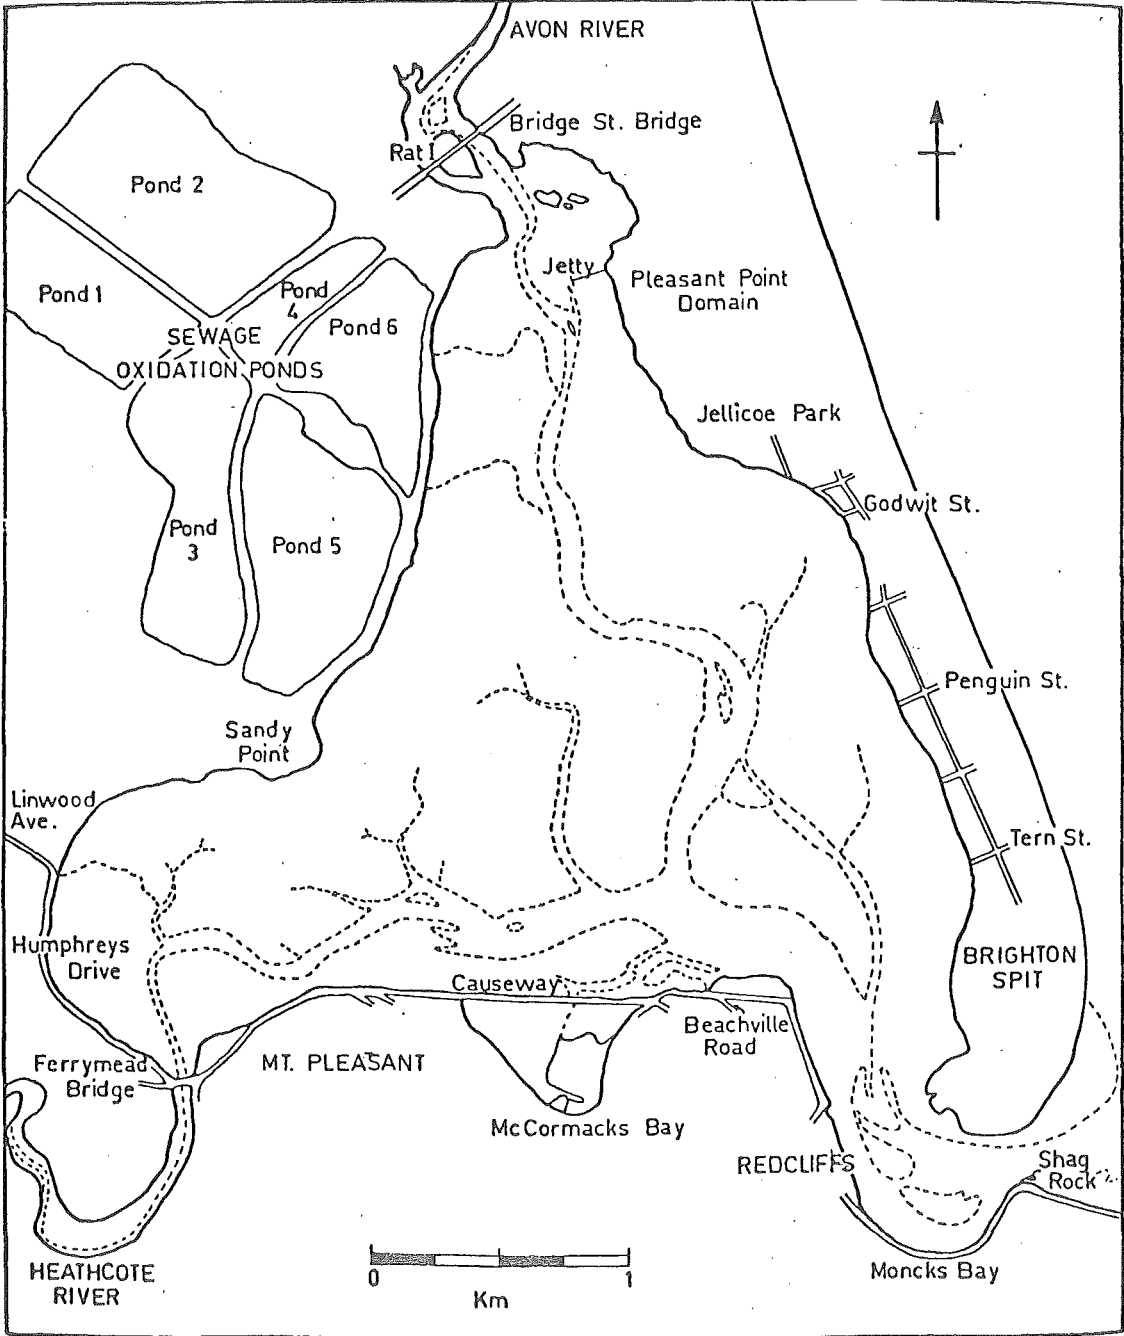 AVON RIVER
Bridge St. Bridge
Rat I
Pond 2
Jetty
Pleasant Point
Domain
Pond 1
Pond
4
Pond 6
SEWAGE
OXIDATION PONDS
Jellicoe Park
Godwit St.
Pond
3
Pond 5
Penguin St.
Sandy
Point
Linwood
Ave.
Tern St.
Humphreys
Drive
BRIGHTON
SPIT
Causeway
Beachville
Road
Ferrymead
Bridge
MT. PLEASANT
McCormacks Bay
REDCLIFFS
Shag
Rock
HEATHCOTE
RIVER
0
1
Km
Moncks Bay